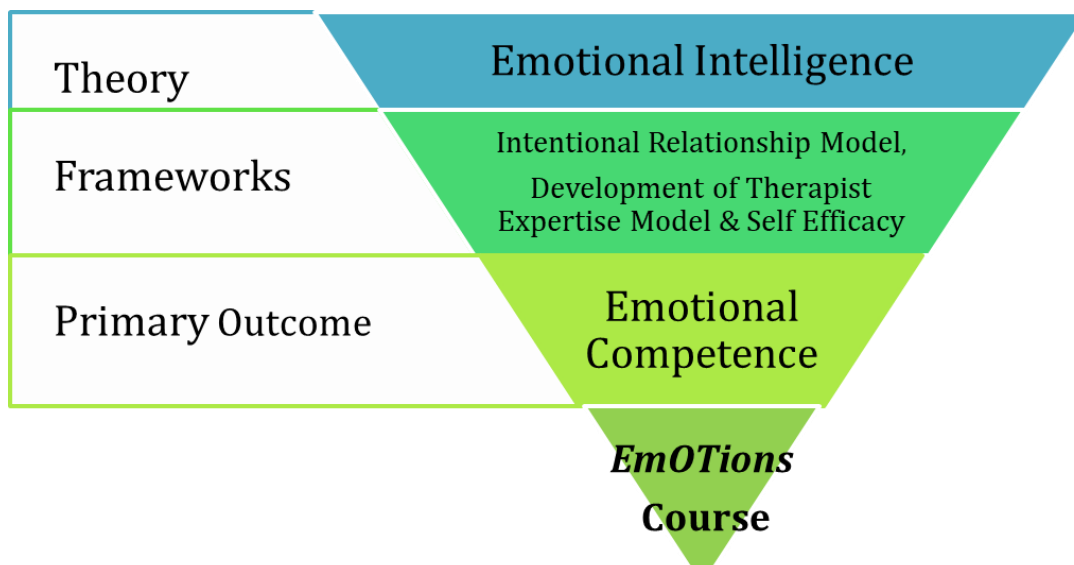 Theory
Emotional Intelligence
Frameworks
Intentional Relationship Model,
Development of Therapist
Expertise Model & Self Efficacy
Primary Outcome
Emotional
Competence
EmOTions
Course